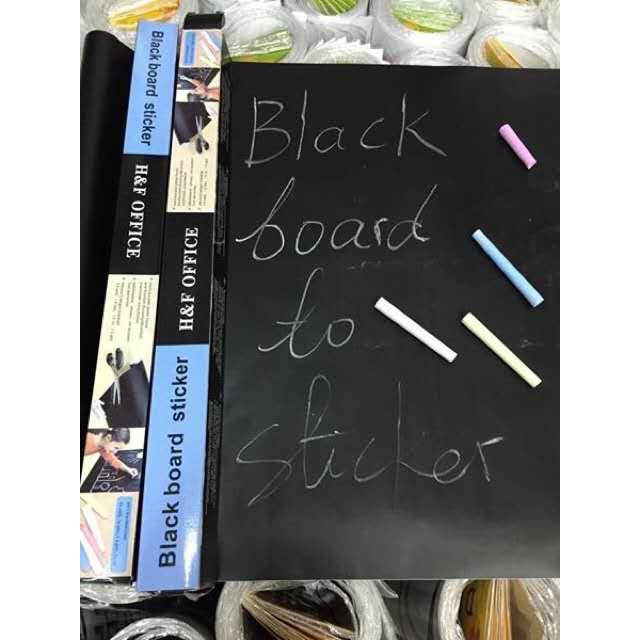 Black board sticker
H&F OFFICE
H&F OFFICE
Black board sticker
Black
board
to
sticker